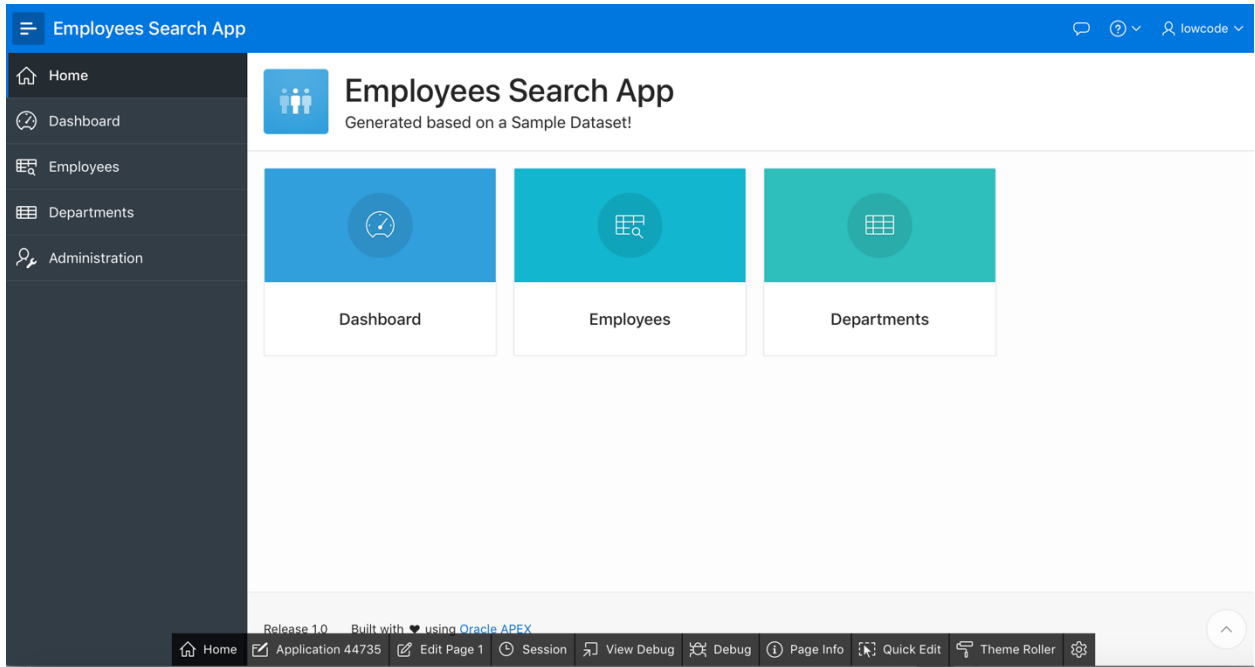 Employees Search App
lowcode
Home
Dashboard
Employees
Departments
Administration
Employees Search App
Generated based on a Sample Dataset!
Dashboard
Employees
Departments
Release 1.0 Built with ♥ using Oracle APEX
Home Application 44735 Edit Page 1 Session View Debug Debug Page Info Quick Edit Theme Roller